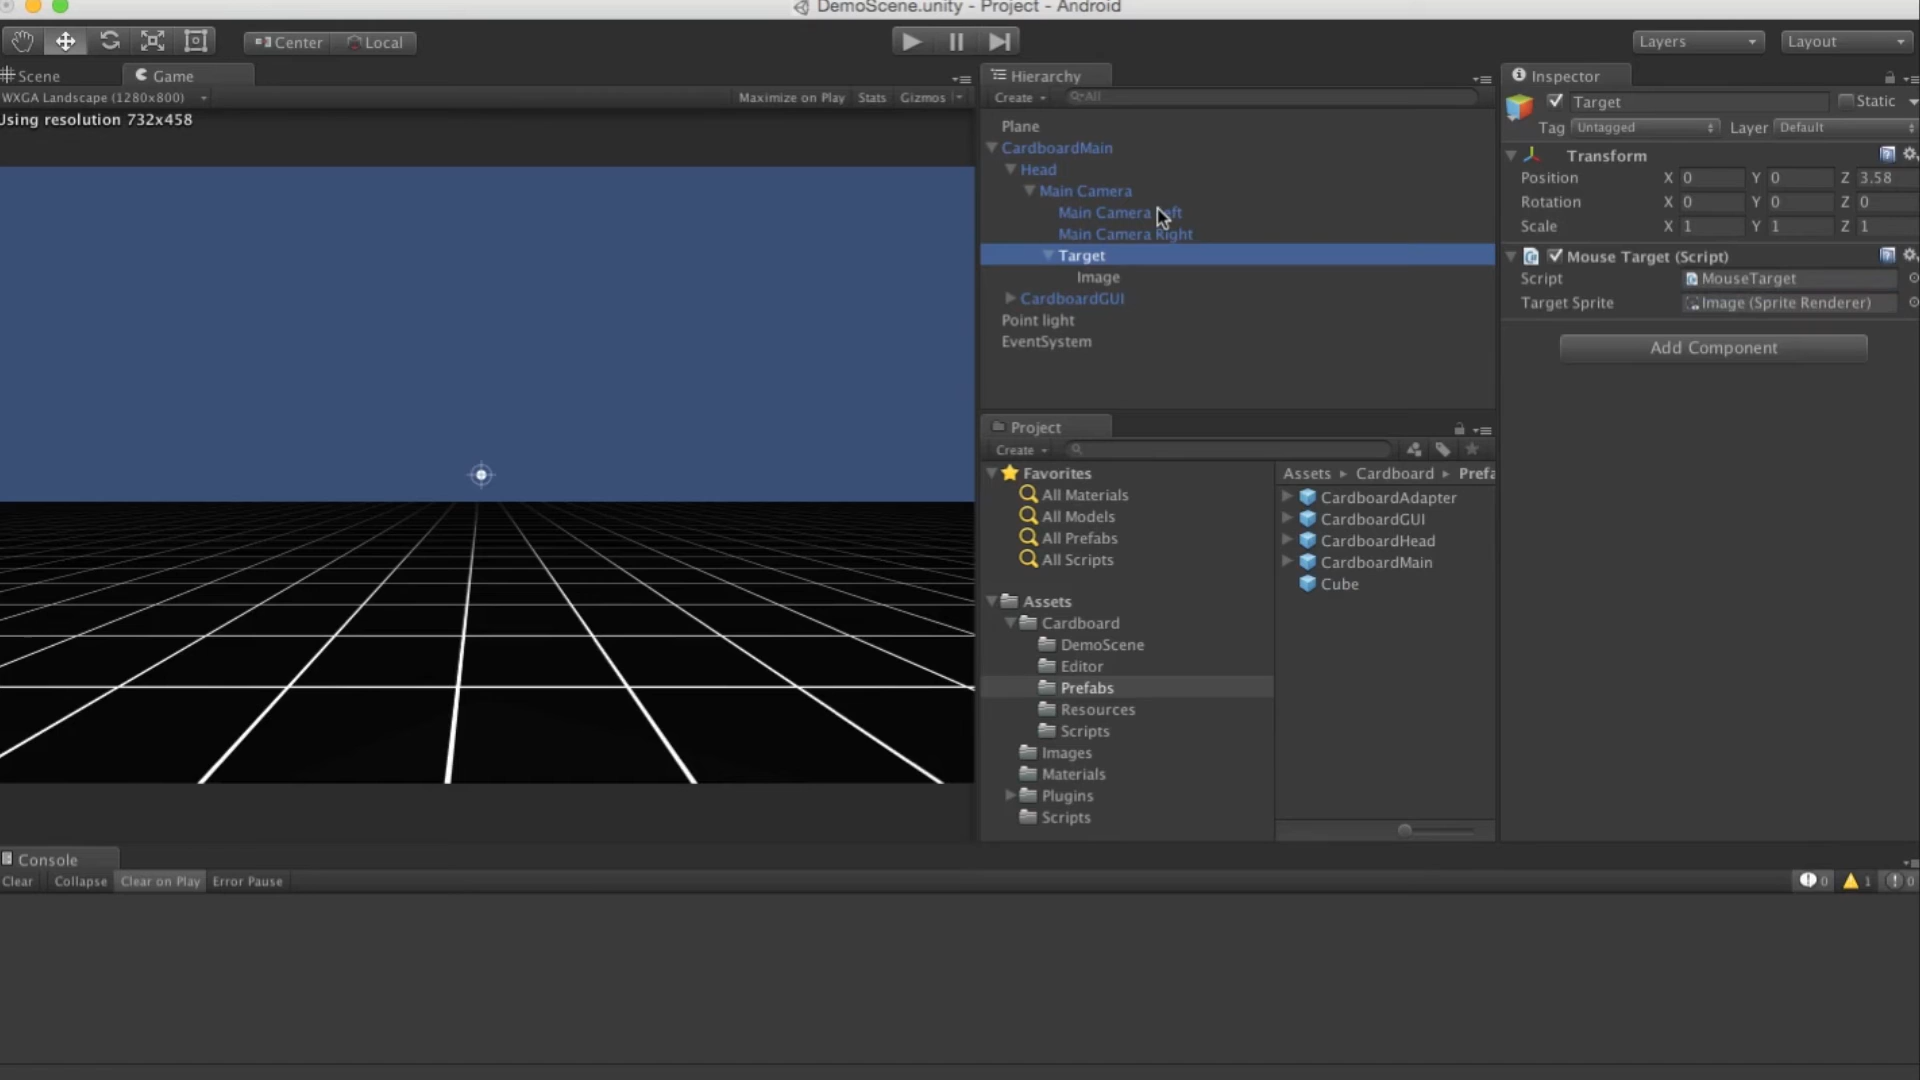 DemoScene.unity - Project - Android
Center Local
Layers Layout
Scene Game
WXGA Landscape (1280x800) Maximize on Play Stats Gizmos
Using resolution 732x458
Hierarchy
Create All
Plane
CardboardMain
Head
Main Camera
Main Camera Left
Main Camera Right
Target
Image
CardboardGUI
Point light
EventSystem
Project
Create
Favorites
All Materials
All Models
All Prefabs
All Scripts
Assets
Cardboard
DemoScene
Editor
Prefabs
Resources
Scripts
Images
Materials
Plugins
Scripts
Assets Cardboard Prefa
CardboardAdapter
CardboardGUI
CardboardHead
CardboardMain
Cube
Inspector
Target Static
Tag Untagged Layer Default
Transform
Position X 0 Y 0 Z 3.58
Rotation X 0 Y 0 Z 0
Scale X 1 Y 1 Z 1
Mouse Target (Script)
Script MouseTarget
Target Sprite Image (Sprite Renderer)
Add Component
Console
Clear Collapse Clear on Play Error Pause 0 1 0